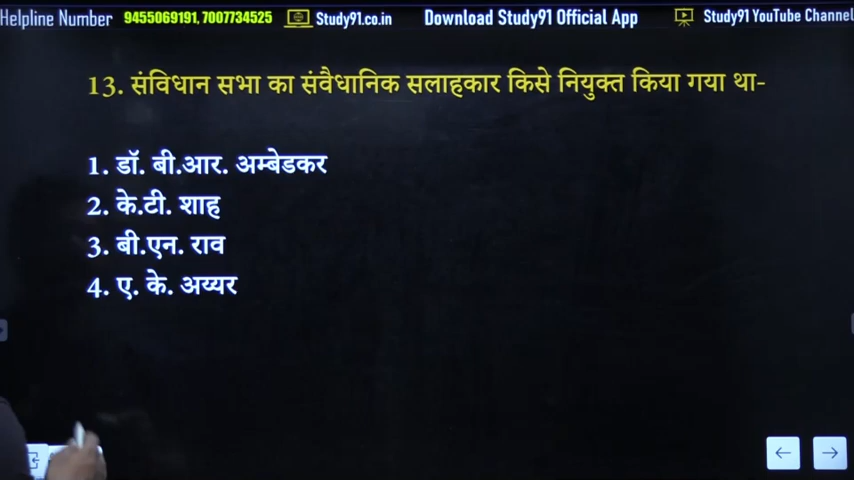 Helpline Number 9455069191, 7007734525 Study91.co.in Download Study91 Official App Study91 YouTube Channel
13. संविधान सभा का संवैधानिक सलाहकार किसे नियुक्त किया गया था-
1. डॉ. बी.आर. अम्बेडकर
2. के.टी. शाह
3. बी.एन. राव
4. ए. के. अय्यर